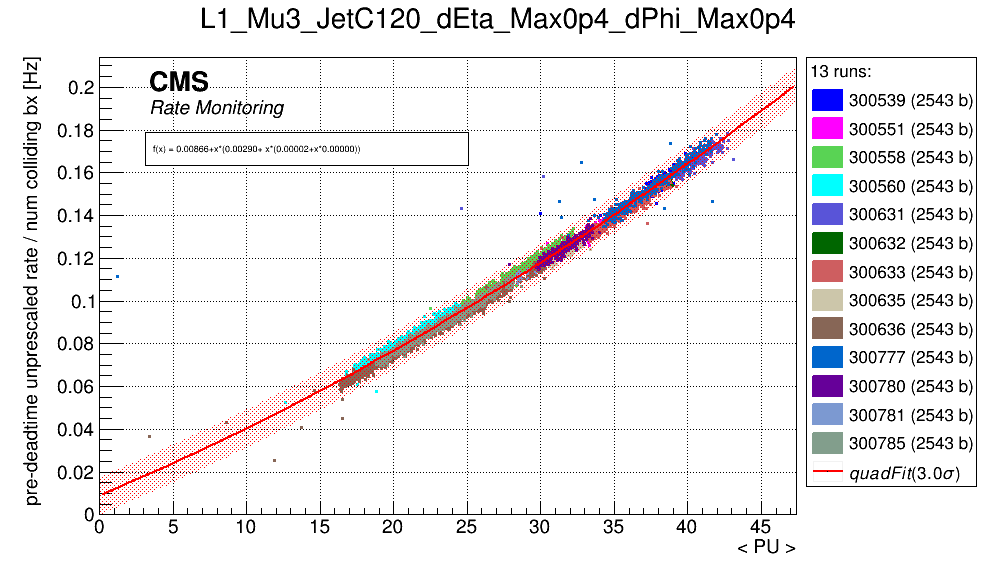 L1_Mu3_JetC120_dEta_Max0p4_dPhi_Max0p4
pre-deadtime unprescaled rate / num colliding bx [Hz]
CMS
Rate Monitoring
f(x) = 0.00866+x*(0.00290+ x*(0.00002+x*0.00000))
0.2
0.18
0.16
0.14
0.12
0.1
0.08
0.06
0.04
0.02
0
0 5 10 15 20 25 30 35 40 45
< PU >
13 runs:
300539 (2543 b)
300551 (2543 b)
300558 (2543 b)
300560 (2543 b)
300631 (2543 b)
300632 (2543 b)
300633 (2543 b)
300635 (2543 b)
300636 (2543 b)
300777 (2543 b)
300780 (2543 b)
300781 (2543 b)
300785 (2543 b)
quadFit(3.0σ)